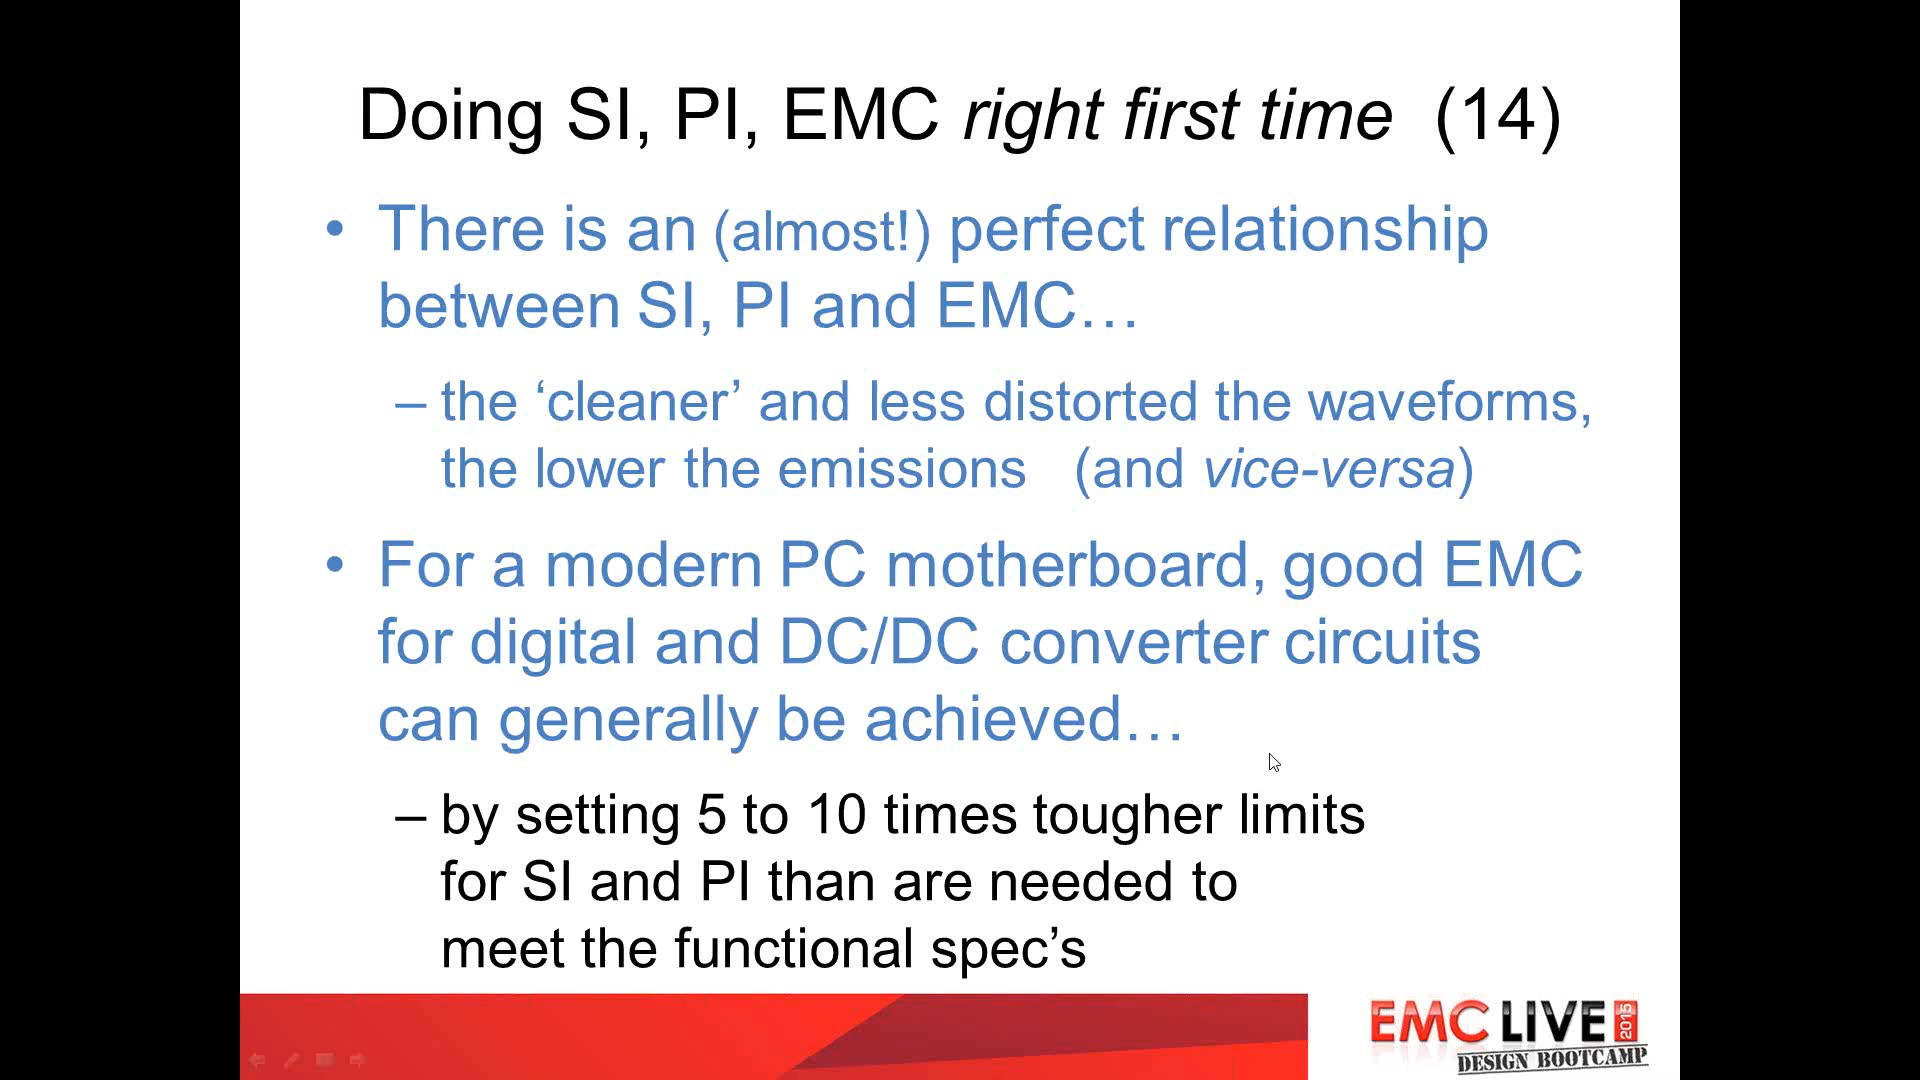 Doing SI, PI, EMC right first time (14)
• There is an (almost!) perfect relationship
between SI, PI and EMC…
– the ‘cleaner’ and less distorted the waveforms,
the lower the emissions (and vice-versa)
• For a modern PC motherboard, good EMC
for digital and DC/DC converter circuits
can generally be achieved…
– by setting 5 to 10 times tougher limits
for SI and PI than are needed to
meet the functional spec’s
EMC LIVE 2015
DESIGN BOOTCAMP